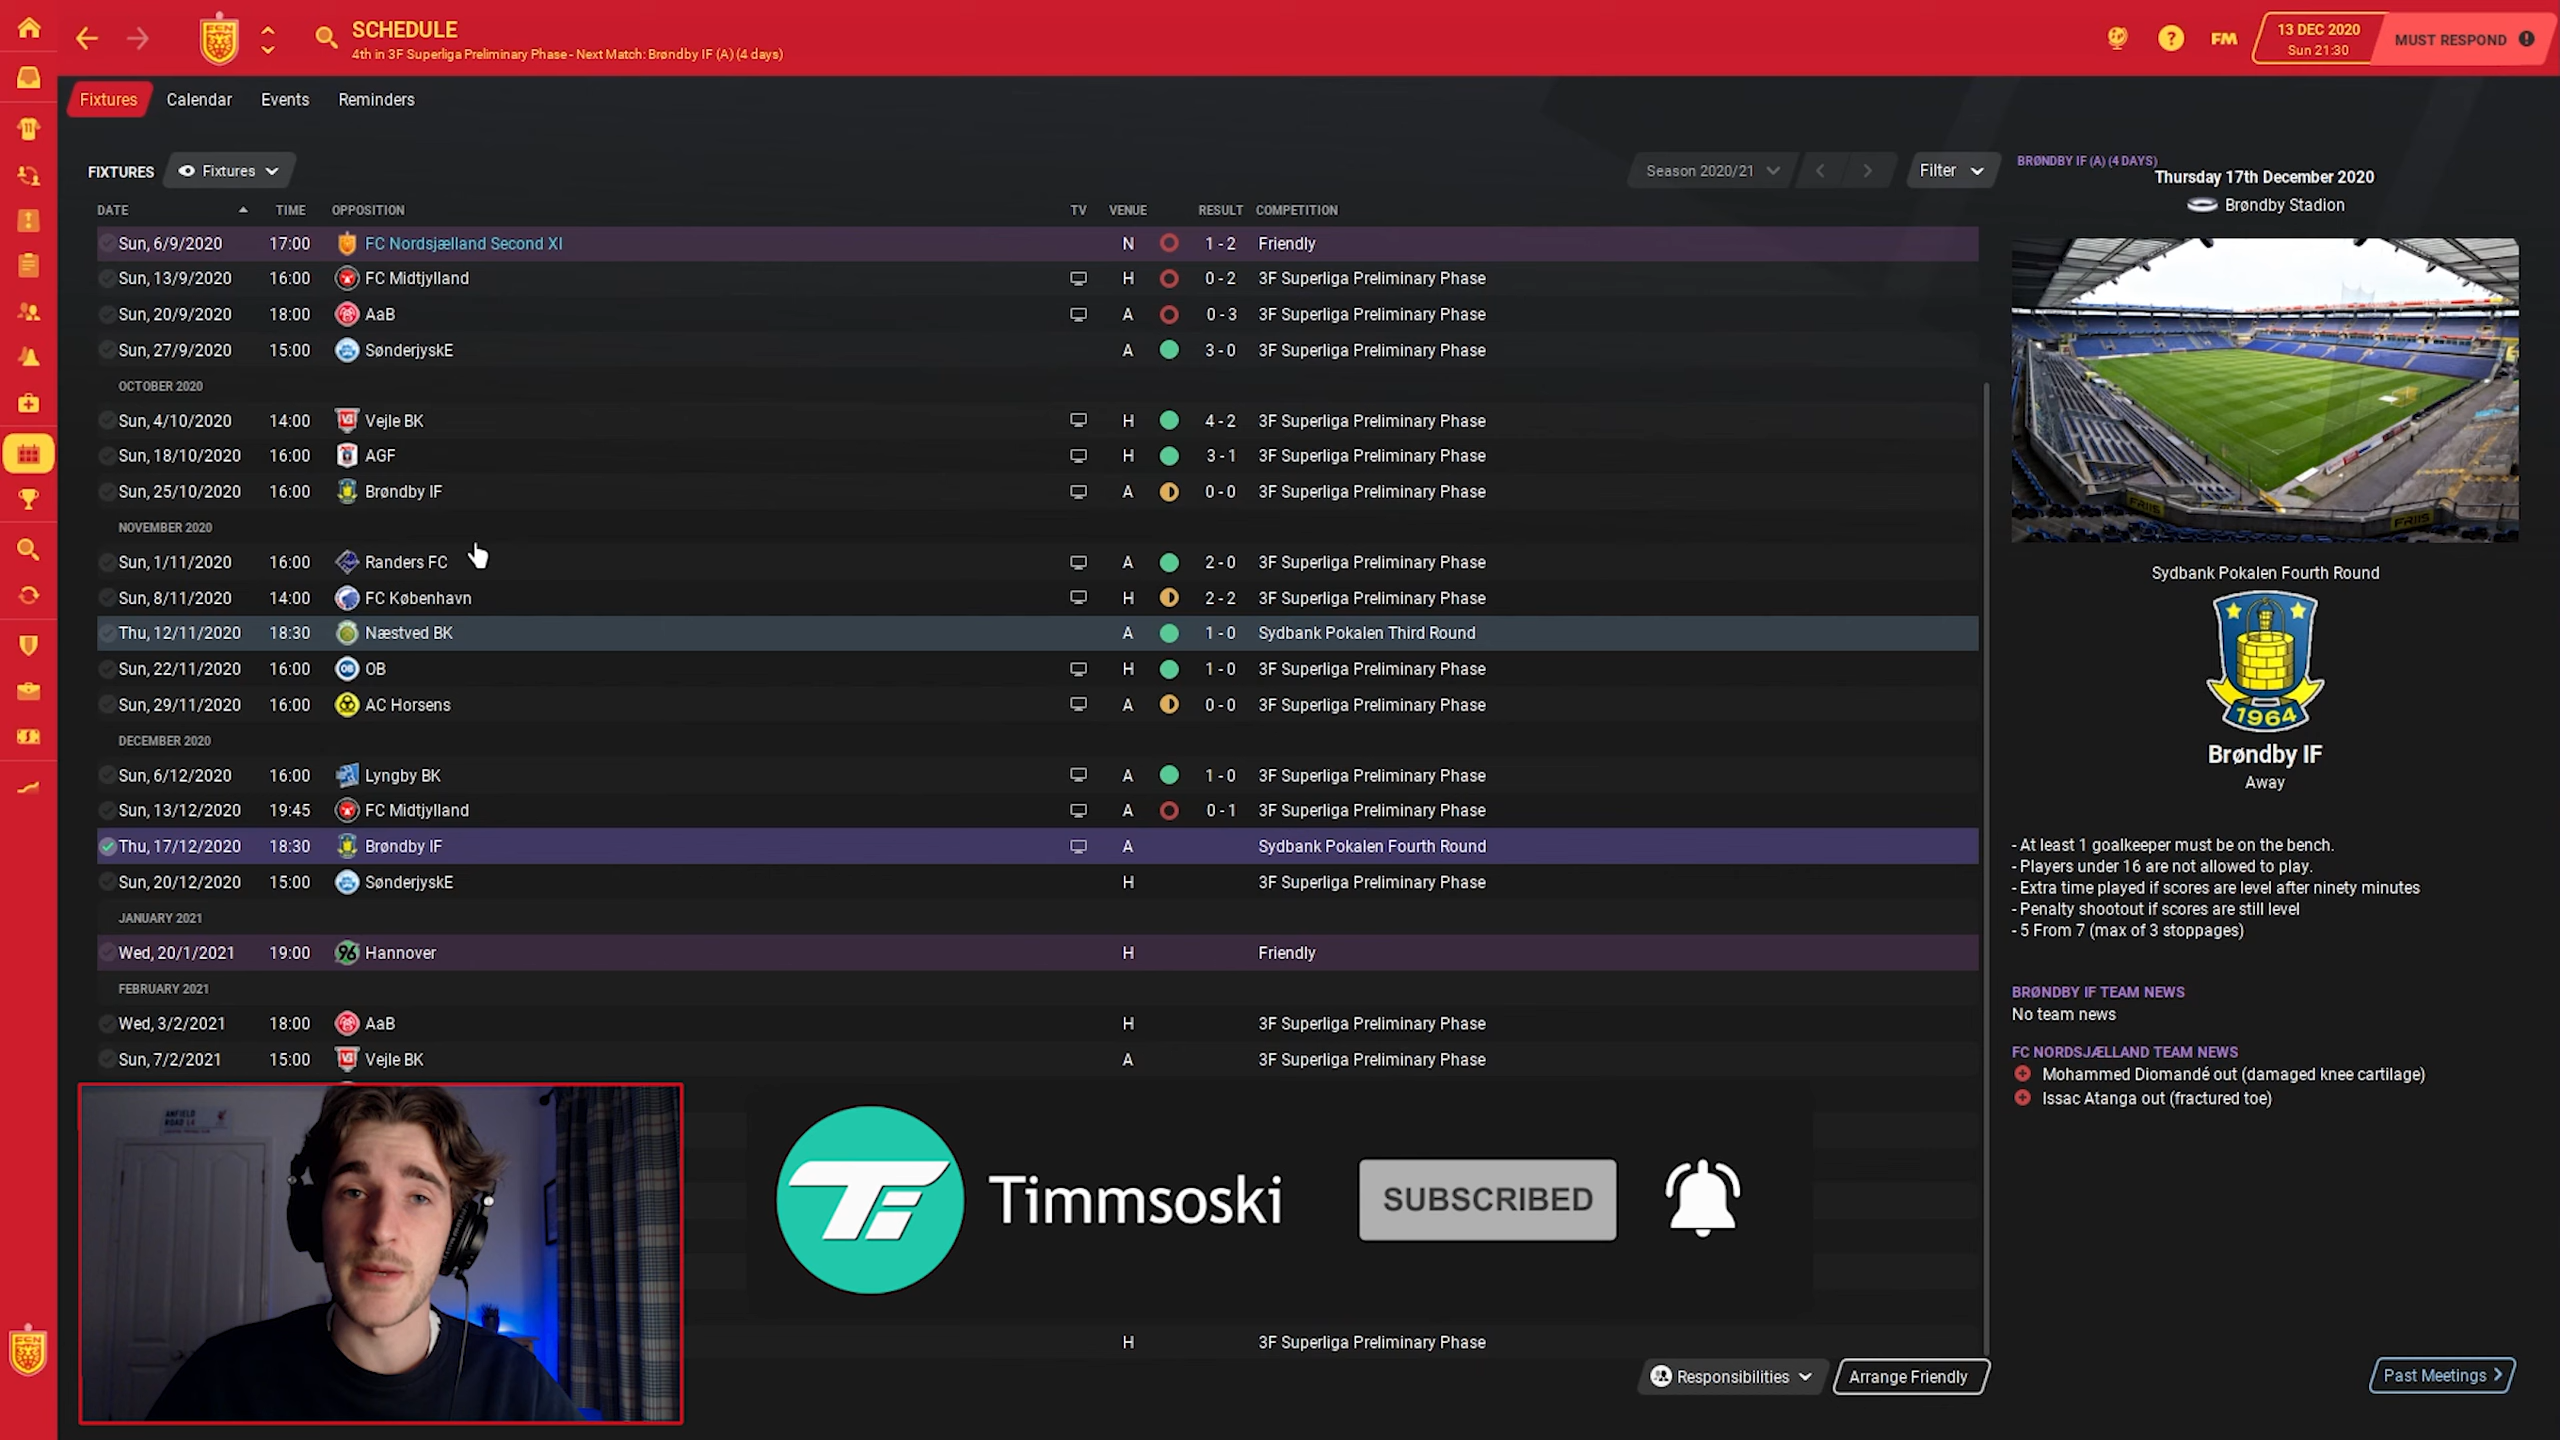 SCHEDULE
4th in 3F Superliga Preliminary Phase - Next Match: Brøndby IF (A) (4 days)
FM
13 DEC 2020
Sun 21:30
MUST RESPOND
Fixtures Calendar Events Reminders
FIXTURES Fixtures
Season 2020/21
Filter
DATE TIME OPPOSITION TV VENUE RESULT COMPETITION
Sun, 6/9/2020 17:00 FC Nordsjælland Second XI N 1 - 2 Friendly
Sun, 13/9/2020 16:00 FC Midtjylland H 0 - 2 3F Superliga Preliminary Phase
Sun, 20/9/2020 18:00 AaB A 0 - 3 3F Superliga Preliminary Phase
Sun, 27/9/2020 15:00 SønderjyskE A 3 - 0 3F Superliga Preliminary Phase
OCTOBER 2020
Sun, 4/10/2020 14:00 Vejle BK H 4 - 2 3F Superliga Preliminary Phase
Sun, 18/10/2020 16:00 AGF H 3 - 1 3F Superliga Preliminary Phase
Sun, 25/10/2020 16:00 Brøndby IF A 0 - 0 3F Superliga Preliminary Phase
NOVEMBER 2020
Sun, 1/11/2020 16:00 Randers FC A 2 - 0 3F Superliga Preliminary Phase
Sun, 8/11/2020 14:00 FC København H 2 - 2 3F Superliga Preliminary Phase
Thu, 12/11/2020 18:30 Næstved BK A 1 - 0 Sydbank Pokalen Third Round
Sun, 22/11/2020 16:00 OB H 1 - 0 3F Superliga Preliminary Phase
Sun, 29/11/2020 16:00 AC Horsens A 0 - 0 3F Superliga Preliminary Phase
DECEMBER 2020
Sun, 6/12/2020 16:00 Lyngby BK A 1 - 0 3F Superliga Preliminary Phase
Sun, 13/12/2020 19:45 FC Midtjylland A 0 - 1 3F Superliga Preliminary Phase
Thu, 17/12/2020 18:30 Brøndby IF A Sydbank Pokalen Fourth Round
Sun, 20/12/2020 15:00 SønderjyskE H 3F Superliga Preliminary Phase
JANUARY 2021
Wed, 20/1/2021 19:00 Hannover H Friendly
FEBRUARY 2021
Wed, 3/2/2021 18:00 AaB H 3F Superliga Preliminary Phase
Sun, 7/2/2021 15:00 Vejle BK A 3F Superliga Preliminary Phase
ANFIELD
ROAD L4
Timmsoski
SUBSCRIBED
H 3F Superliga Preliminary Phase
Responsibilities
Arrange Friendly
BRØNDBY IF (A) (4 DAYS)
Thursday 17th December 2020
Brøndby Stadion
Sydbank Pokalen Fourth Round
1964
Brøndby IF
Away
- At least 1 goalkeeper must be on the bench.
- Players under 16 are not allowed to play.
- Extra time played if scores are level after ninety minutes
- Penalty shootout if scores are still level
- 5 From 7 (max of 3 stoppages)
BRØNDBY IF TEAM NEWS
No team news
FC NORDSJÆLLAND TEAM NEWS
Mohammed Diomandé out (damaged knee cartilage)
Issac Atanga out (fractured toe)
Past Meetings